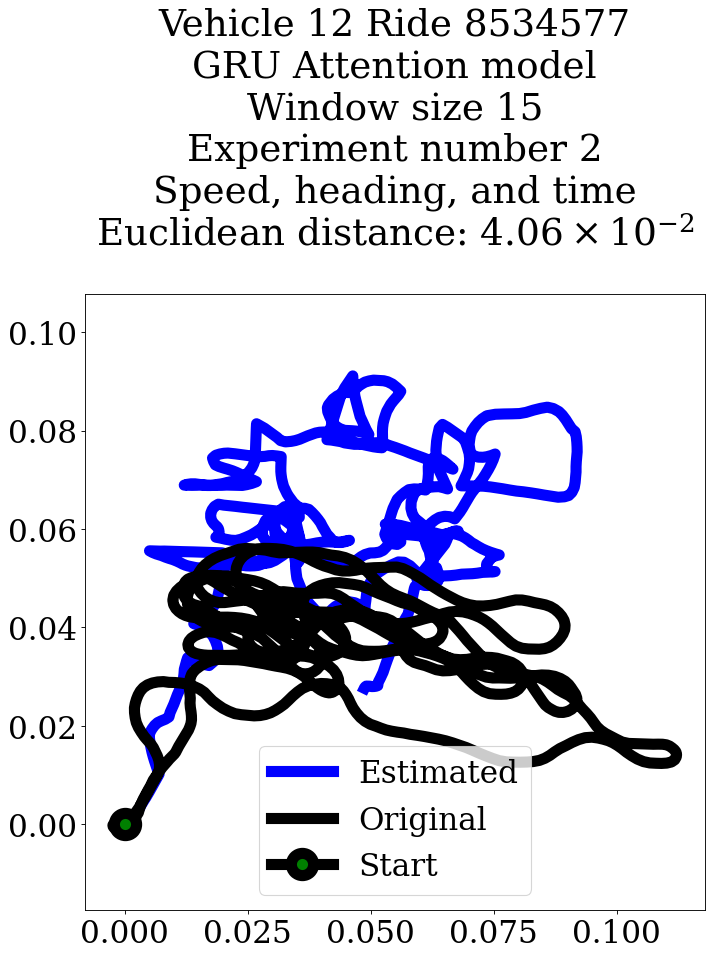 Vehicle 12 Ride 8534577
GRU Attention model
Window size 15
Experiment number 2
Speed, heading, and time
Euclidean distance: 4.06 × 10⁻²
0.10
0.08
0.06
0.04
0.02
0.00
Estimated
Original
Start
0.000 0.025 0.050 0.075 0.100